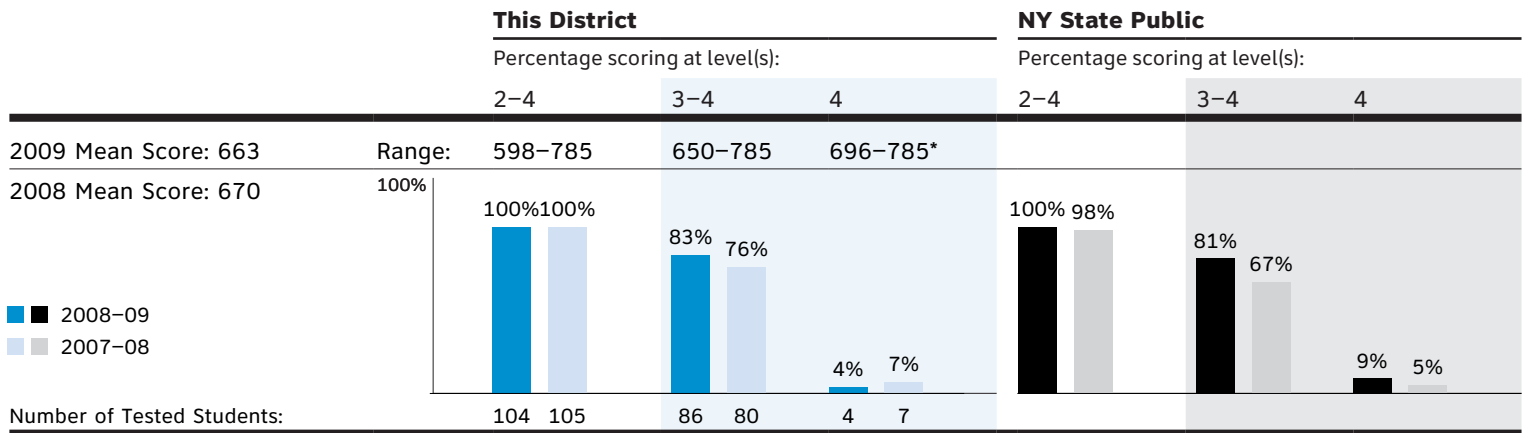 This District NY State Public
Percentage scoring at level(s): Percentage scoring at level(s):
2–4 3–4 4 2–4 3–4 4
2009 Mean Score: 663 Range: 598–785 650–785 696–785*
2008 Mean Score: 670 100%
100% 100% 83% 76% 4% 7% 100% 98% 81% 67% 9% 5%
2008–09
2007–08
Number of Tested Students: 104 105 86 80 4 7